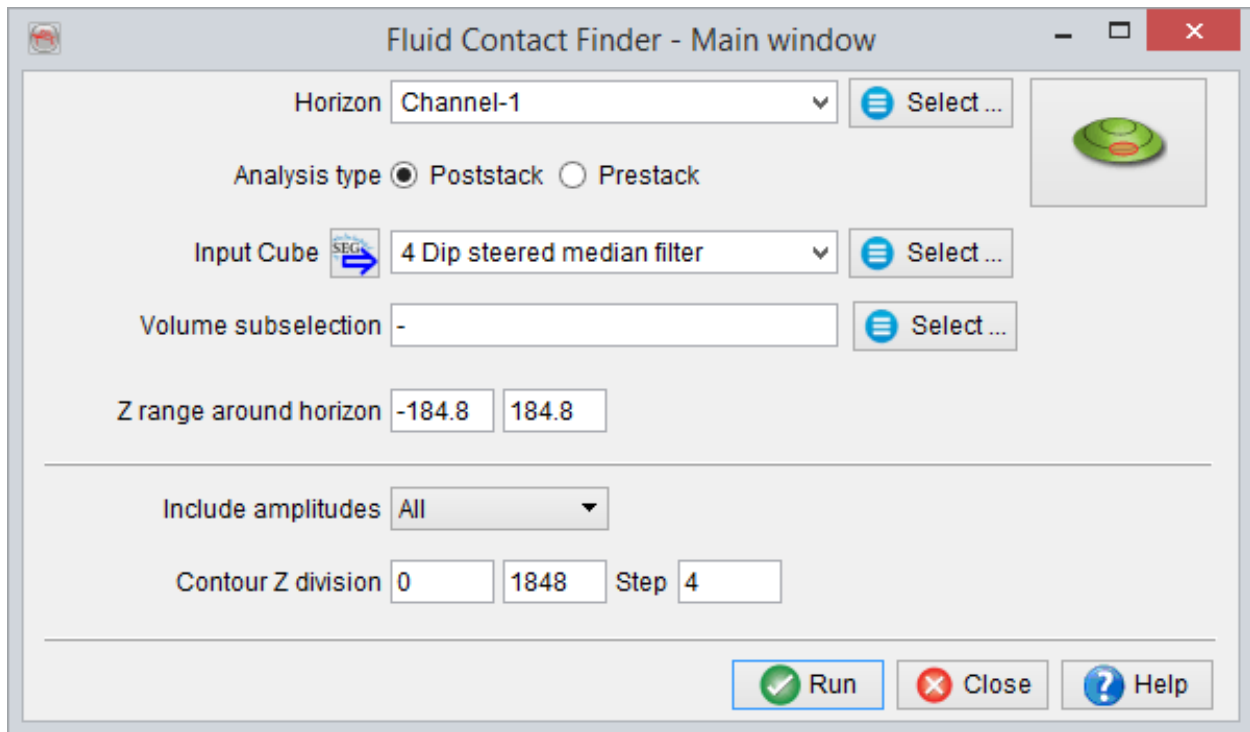 Fluid Contact Finder - Main window
Horizon Channel-1 Select ...
Analysis type Poststack Prestack
Input Cube SEG 4 Dip steered median filter Select ...
Volume subselection - Select ...
Z range around horizon -184.8 184.8
Include amplitudes All
Contour Z division 0 1848 Step 4
Run Close Help